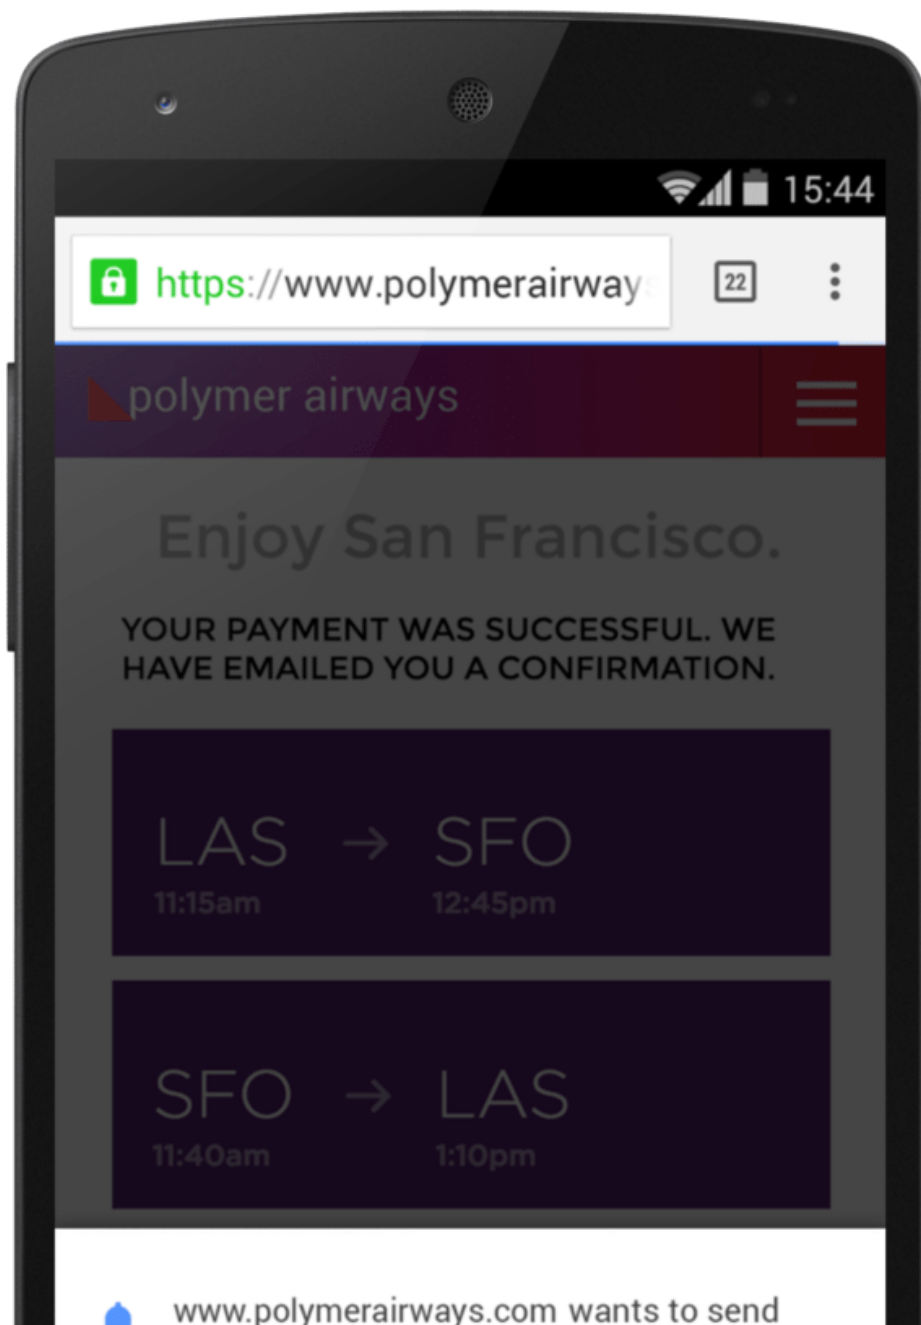 15:44
https://www.polymerairways
22
polymer airways
Enjoy San Francisco.
YOUR PAYMENT WAS SUCCESSFUL. WE
HAVE EMAILED YOU A CONFIRMATION.
LAS → SFO
11:15am 12:45pm
SFO → LAS
11:40am 1:10pm
www.polymerairways.com wants to send